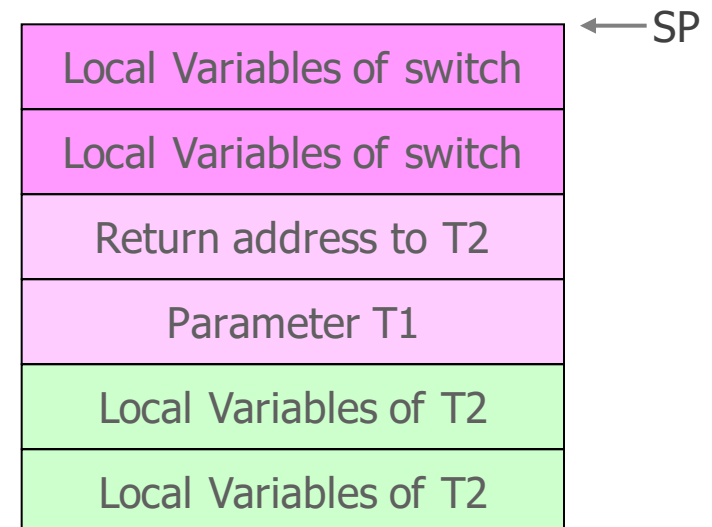 SP
Local Variables of switch
Local Variables of switch
Return address to T2
Parameter T1
Local Variables of T2
Local Variables of T2